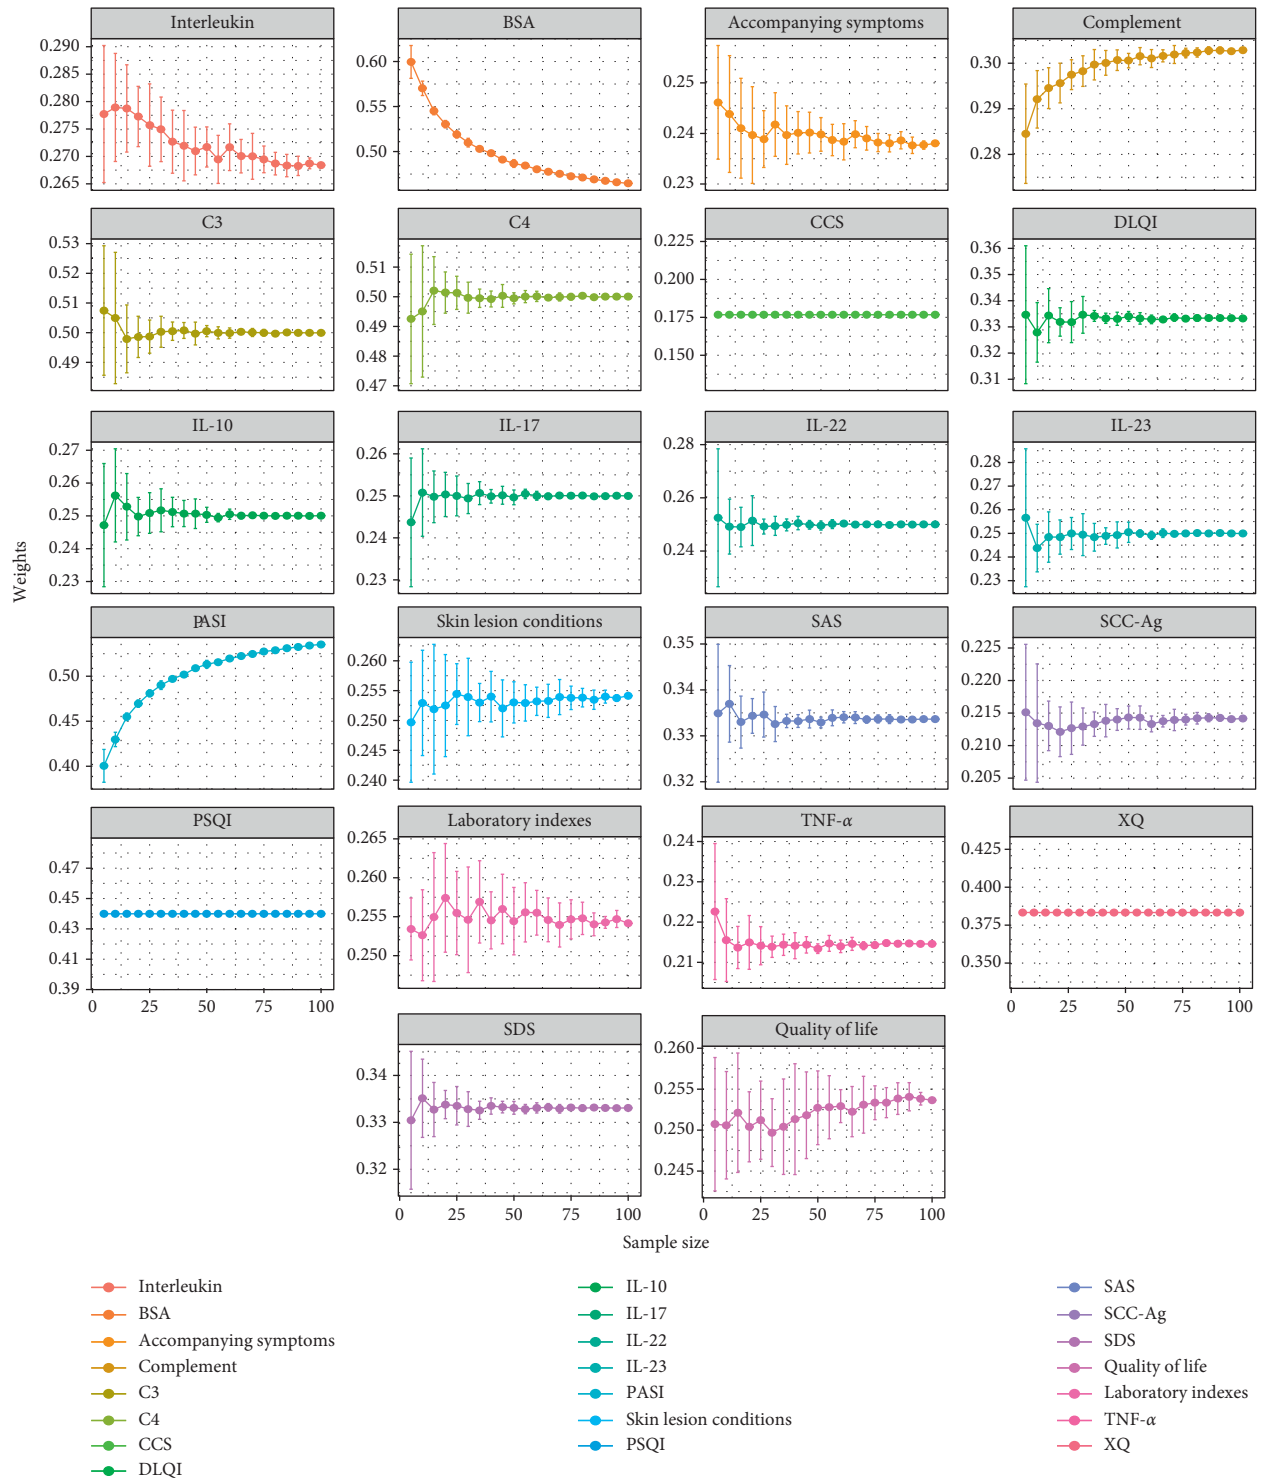 Interleukin
BSA
Accompanying symptoms
Complement
0.290
0.285
0.280
0.275
0.270
0.265
0.60
0.55
0.50
0.25
0.24
0.23
0.30
0.29
0.28
C3
C4
CCS
DLQI
0.53
0.52
0.51
0.50
0.49
0.51
0.50
0.49
0.48
0.47
0.225
0.200
0.175
0.150
0.36
0.35
0.34
0.33
0.32
0.31
IL-10
IL-17
IL-22
IL-23
0.27
0.26
0.25
0.24
0.23
0.26
0.25
0.24
0.23
0.28
0.26
0.24
0.28
0.27
0.26
0.25
0.24
0.23
Weights
PASI
Skin lesion conditions
SAS
SCC-Ag
0.50
0.45
0.40
0.260
0.255
0.250
0.245
0.240
0.35
0.34
0.33
0.32
0.225
0.220
0.215
0.210
0.205
PSQI
Laboratory indexes
TNF-α
XQ
0.47
0.45
0.43
0.41
0.39
0.265
0.260
0.255
0.250
0.24
0.23
0.22
0.21
0.425
0.400
0.375
0.350
0 25 50 75 100
0 25 50 75 100
SDS
Quality of life
0.34
0.33
0.32
0.260
0.255
0.250
0.245
0 25 50 75 100
0 25 50 75 100
Sample size
Interleukin
BSA
Accompanying symptoms
Complement
C3
C4
CCS
DLQI
IL-10
IL-17
IL-22
IL-23
PASI
Skin lesion conditions
PSQI
SAS
SCC-Ag
SDS
Quality of life
Laboratory indexes
TNF-α
XQ